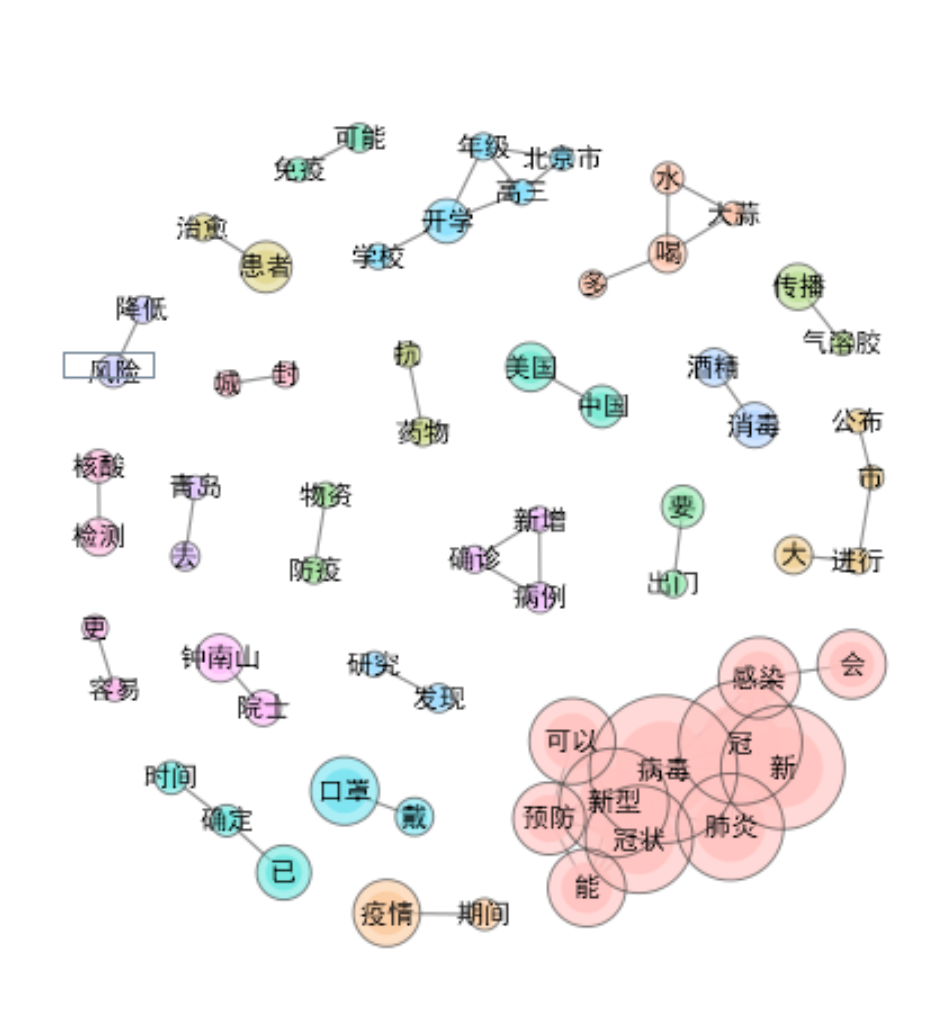 可能
免疫
年级
北京市
高三
开学
学校
水
大蒜
喝
多
治愈
患者
传播
气溶胶
降低
风险
城
封
抗
药物
美国
中国
酒精
消毒
公布
市
大
进行
核酸
检测
青岛
去
物资
防疫
新增
确诊
病例
要
出门
更
容易
钟南山
院士
研究
发现
感染
会
可以
冠
病毒
新
新型
预防
冠状
肺炎
能
时间
确定
已
口罩
戴
疫情
期间